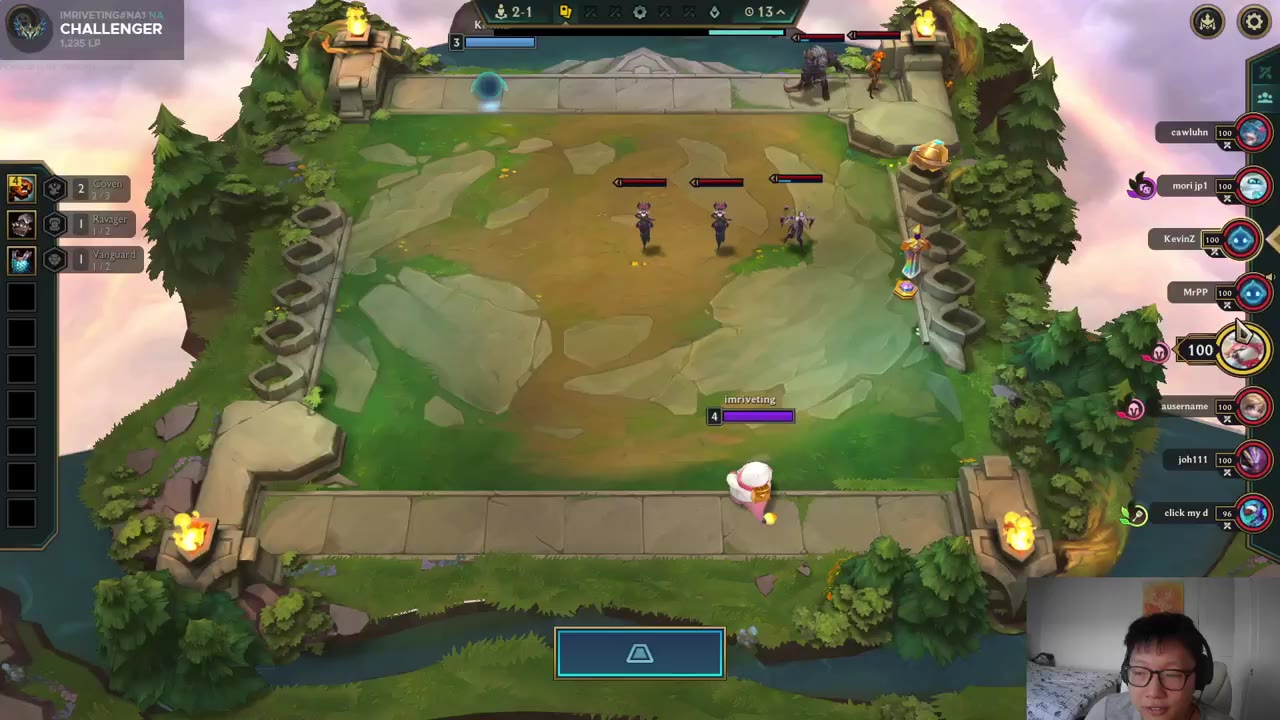 IMRIVETING#NA1 NA
CHALLENGER
1,235 LP
2-1
13
K
3
2 Coven
2 / 3
1 Ravager
1 / 2
1 Vanguard
1 / 2
cawluhn 100
mori jp1 100
KevinZ 100
MrPP 100
100
ausername 100
joh111 100
click my d 96
imriveting
4